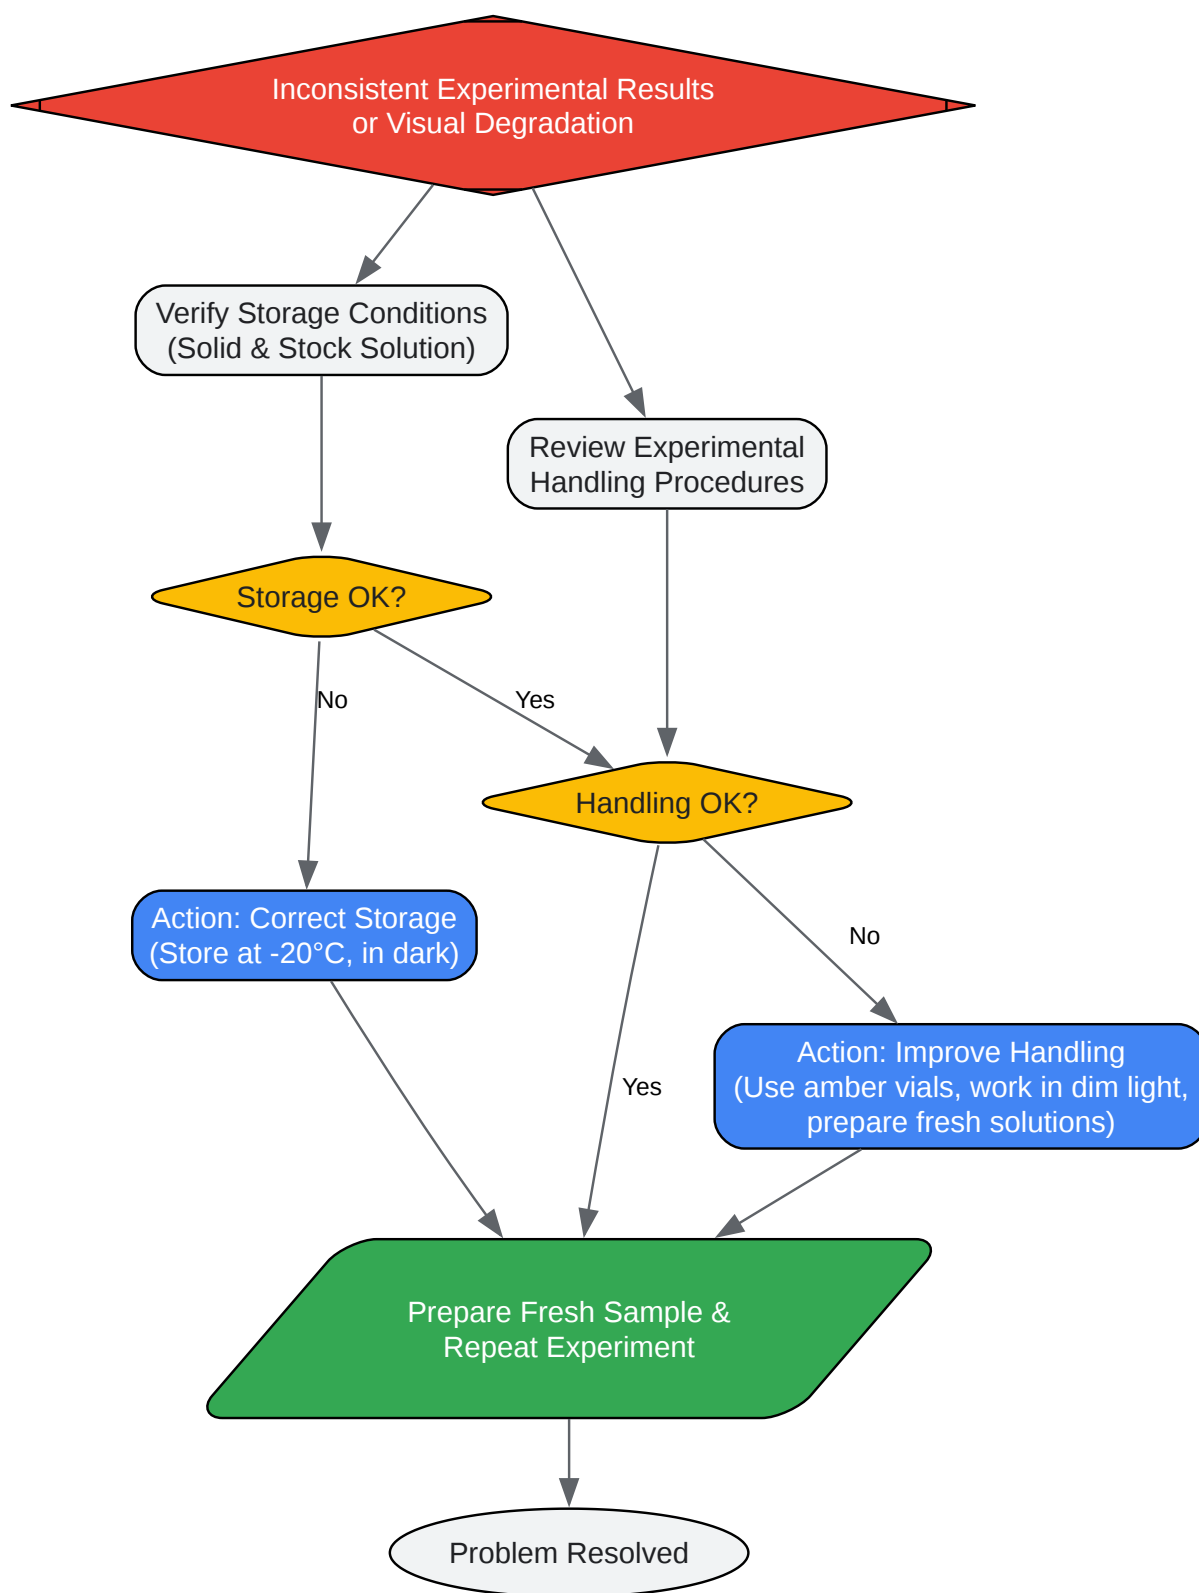 Inconsistent Experimental Results
or Visual Degradation
Verify Storage Conditions
(Solid & Stock Solution)
Review Experimental
Handling Procedures
Storage OK?
No
Yes
Handling OK?
Action: Correct Storage
(Store at -20°C, in dark)
No
Action: Improve Handling
(Use amber vials, work in dim light,
prepare fresh solutions)
Yes
Prepare Fresh Sample &
Repeat Experiment
Problem Resolved